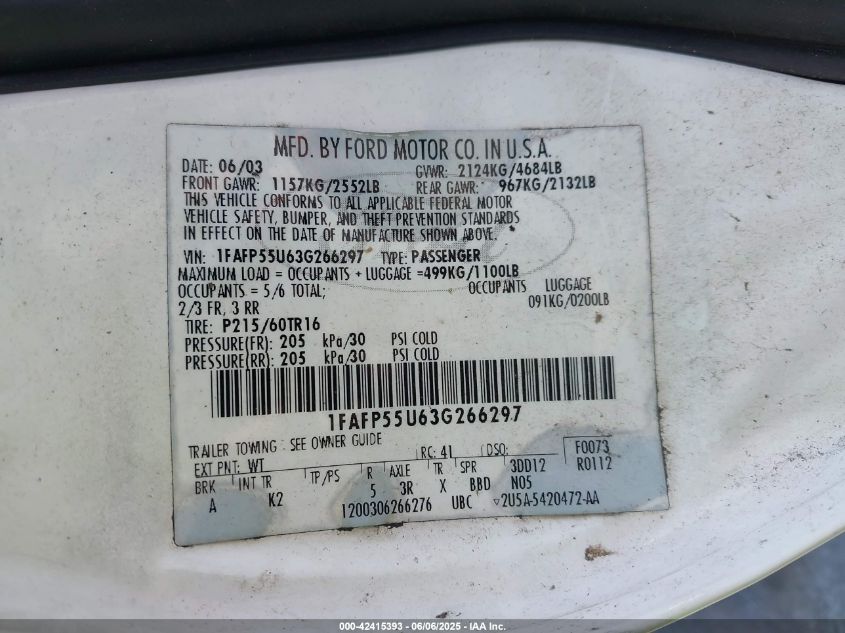 MFD. BY FORD MOTOR CO. IN U.S.A.
DATE: 06/03 GVWR: 2124KG/4684LB
FRONT GAWR: 1157KG/2552LB REAR GAWR: 967KG/2132LB
THIS VEHICLE CONFORMS TO ALL APPLICABLE FEDERAL MOTOR
VEHICLE SAFETY, BUMPER, AND THEFT PREVENTION STANDARDS
IN EFFECT ON THE DATE OF MANUFACTURE SHOWN ABOVE.
VIN: 1FAFP55U63G266297 TYPE: PASSENGER
MAXIMUM LOAD = OCCUPANTS + LUGGAGE =499KG/1100LB
OCCUPANTS = 5/6 TOTAL; OCCUPANTS LUGGAGE
2/3 FR, 3 RR 091KG/0200LB
TIRE: P215/60TR16
PRESSURE(FR): 205 kPa/30 PSI COLD
PRESSURE(RR): 205 kPa/30 PSI COLD
1FAFP55U63G266297
TRAILER TOWING : SEE OWNER GUIDE
EXT PNT: WT RC: 41 DSO: F0073
BRK INT TR TP/PS R AXLE TR SPR 3DD12 R0112
A K2 5 3R X BBD N05
1200306266276 UBC ▽2U5A-5420472-AA
000-42415393 - 06/06/2025 - IAA Inc.